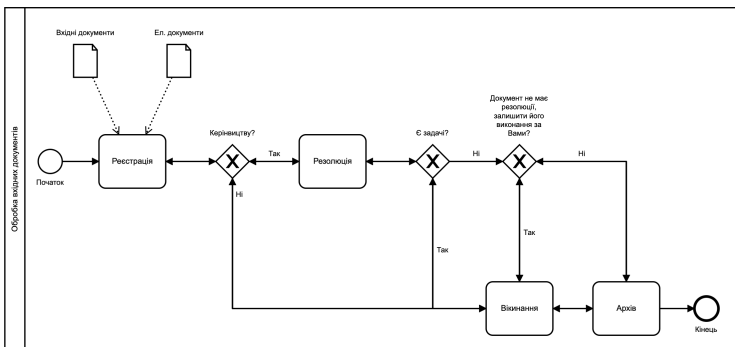 Обробка вхідних документів
Вхідні документи
Ел. документи
Початок
Реєстрація
Керівництву?
Так
Ні
Резолюція
Є задачі?
Ні
Так
Документ не має
резолюції,
залишити його
виконання за
Вами?
Ні
Так
Вікинання
Архів
Кінець